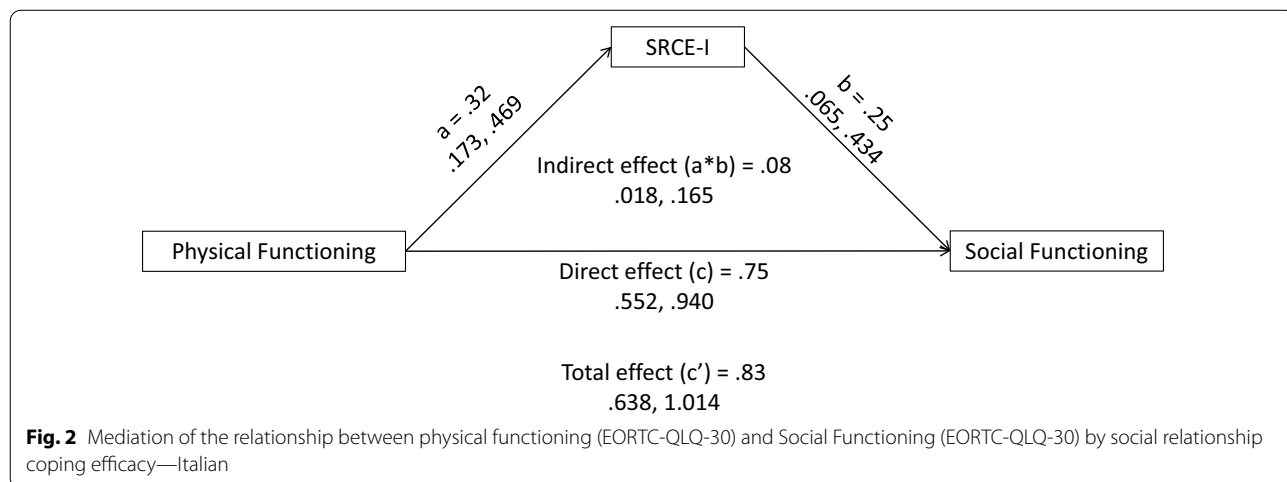 SRCE-I
a = .32
.173, .469
b = .25
.065, .434
Indirect effect (a*b) = .08
.018, .165
Physical Functioning
Social Functioning
Direct effect (c) = .75
.552, .940
Total effect (c’) = .83
.638, 1.014
Fig. 2 Mediation of the relationship between physical functioning (EORTC-QLQ-30) and Social Functioning (EORTC-QLQ-30) by social relationship
coping efficacy—Italian